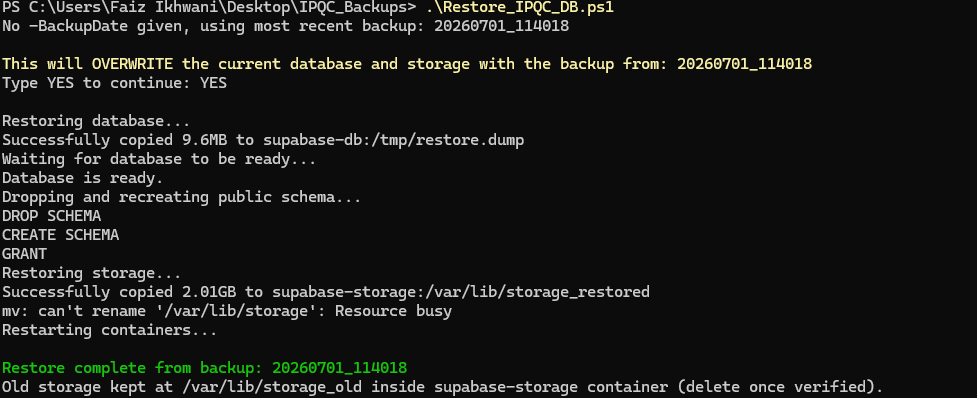 PS C:\Users\Faiz Ikhwani\Desktop\IPQC_Backups> .\Restore_IPQC_DB.ps1
No -BackupDate given, using most recent backup: 20260701_114018
This will OVERWRITE the current database and storage with the backup from: 20260701_114018
Type YES to continue: YES
Restoring database...
Successfully copied 9.6MB to supabase-db:/tmp/restore.dump
Waiting for database to be ready...
Database is ready.
Dropping and recreating public schema...
DROP SCHEMA
CREATE SCHEMA
GRANT
Restoring storage...
Successfully copied 2.01GB to supabase-storage:/var/lib/storage_restored
mv: can't rename '/var/lib/storage': Resource busy
Restarting containers...
Restore complete from backup: 20260701_114018
Old storage kept at /var/lib/storage_old inside supabase-storage container (delete once verified).